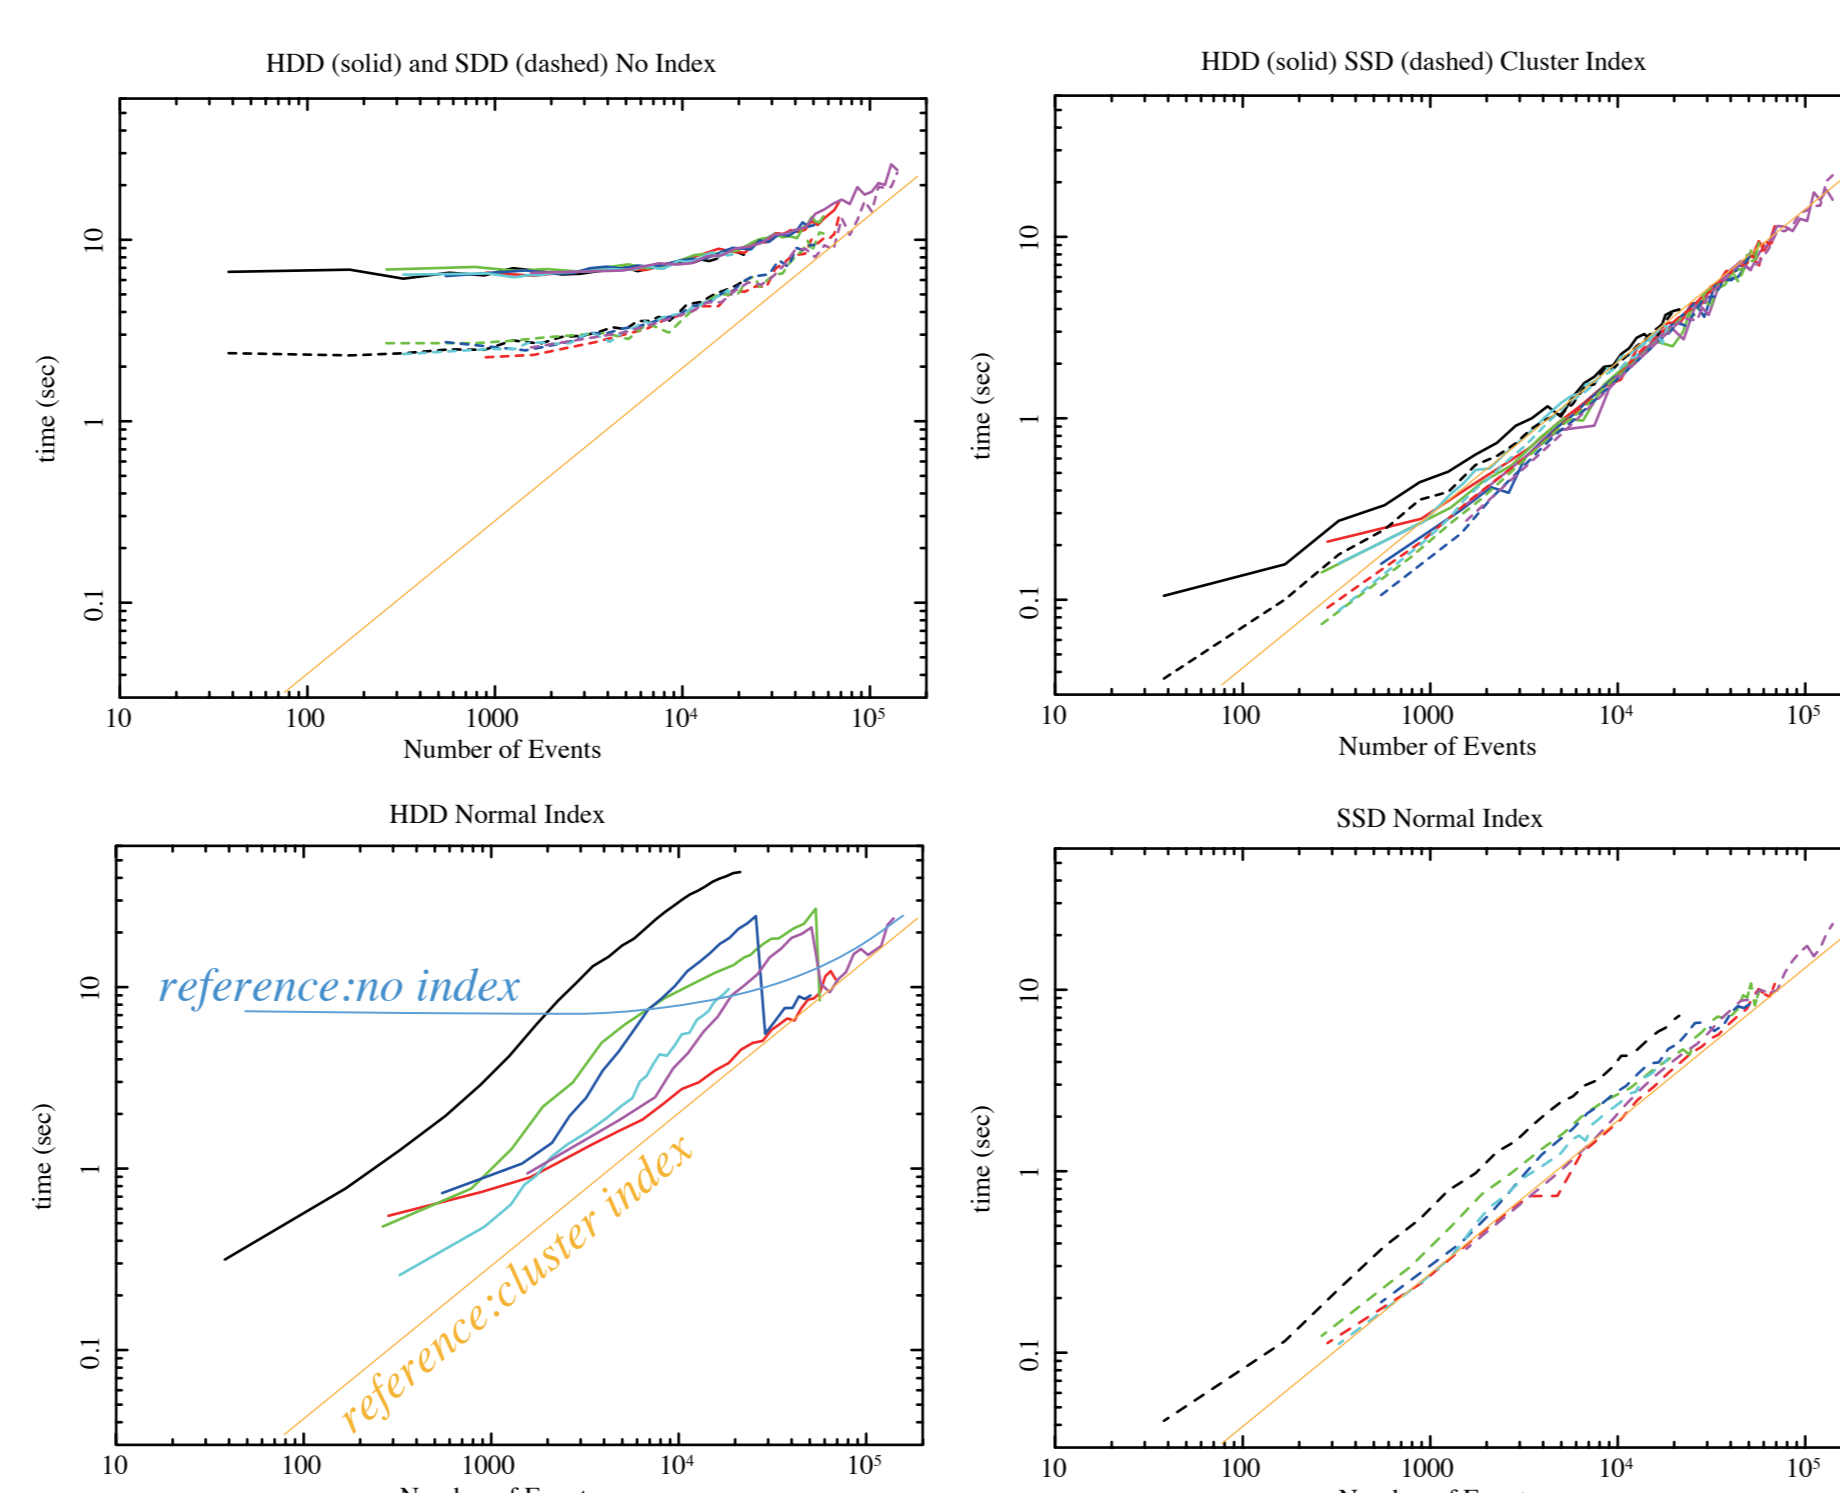 HDD (solid) and SDD (dashed) No Index
10
1
0.1
time (sec)
10 100 1000 10⁴ 10⁵
Number of Events
HDD (solid) SSD (dashed) Cluster Index
10
1
0.1
time (sec)
10 100 1000 10⁴ 10⁵
Number of Events
HDD Normal Index
10
1
0.1
time (sec)
reference:no index
reference:cluster index
10 100 1000 10⁴ 10⁵
SSD Normal Index
10
1
0.1
time (sec)
10 100 1000 10⁴ 10⁵